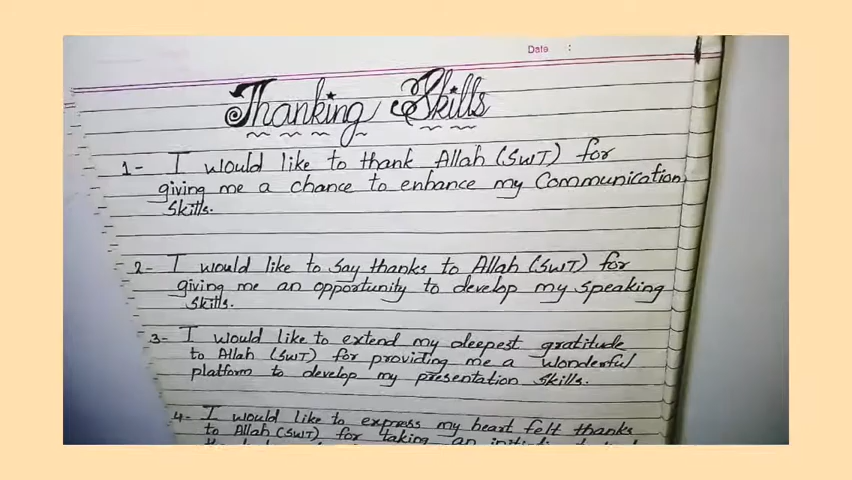 Date :
Thanking Skills
1- I would like to thank Allah (SWT) for
giving me a chance to enhance my Communication
Skills.
2- I would like to say thanks to Allah (SWT) for
giving me an opportunity to develop my speaking
Skills.
3- I would like to extend my deepest gratitude
to Allah (SWT) for providing me a wonderful
platform to develop my presentation skills.
4- I would like to express my heart felt thanks
to Allah (SWT) for taking an